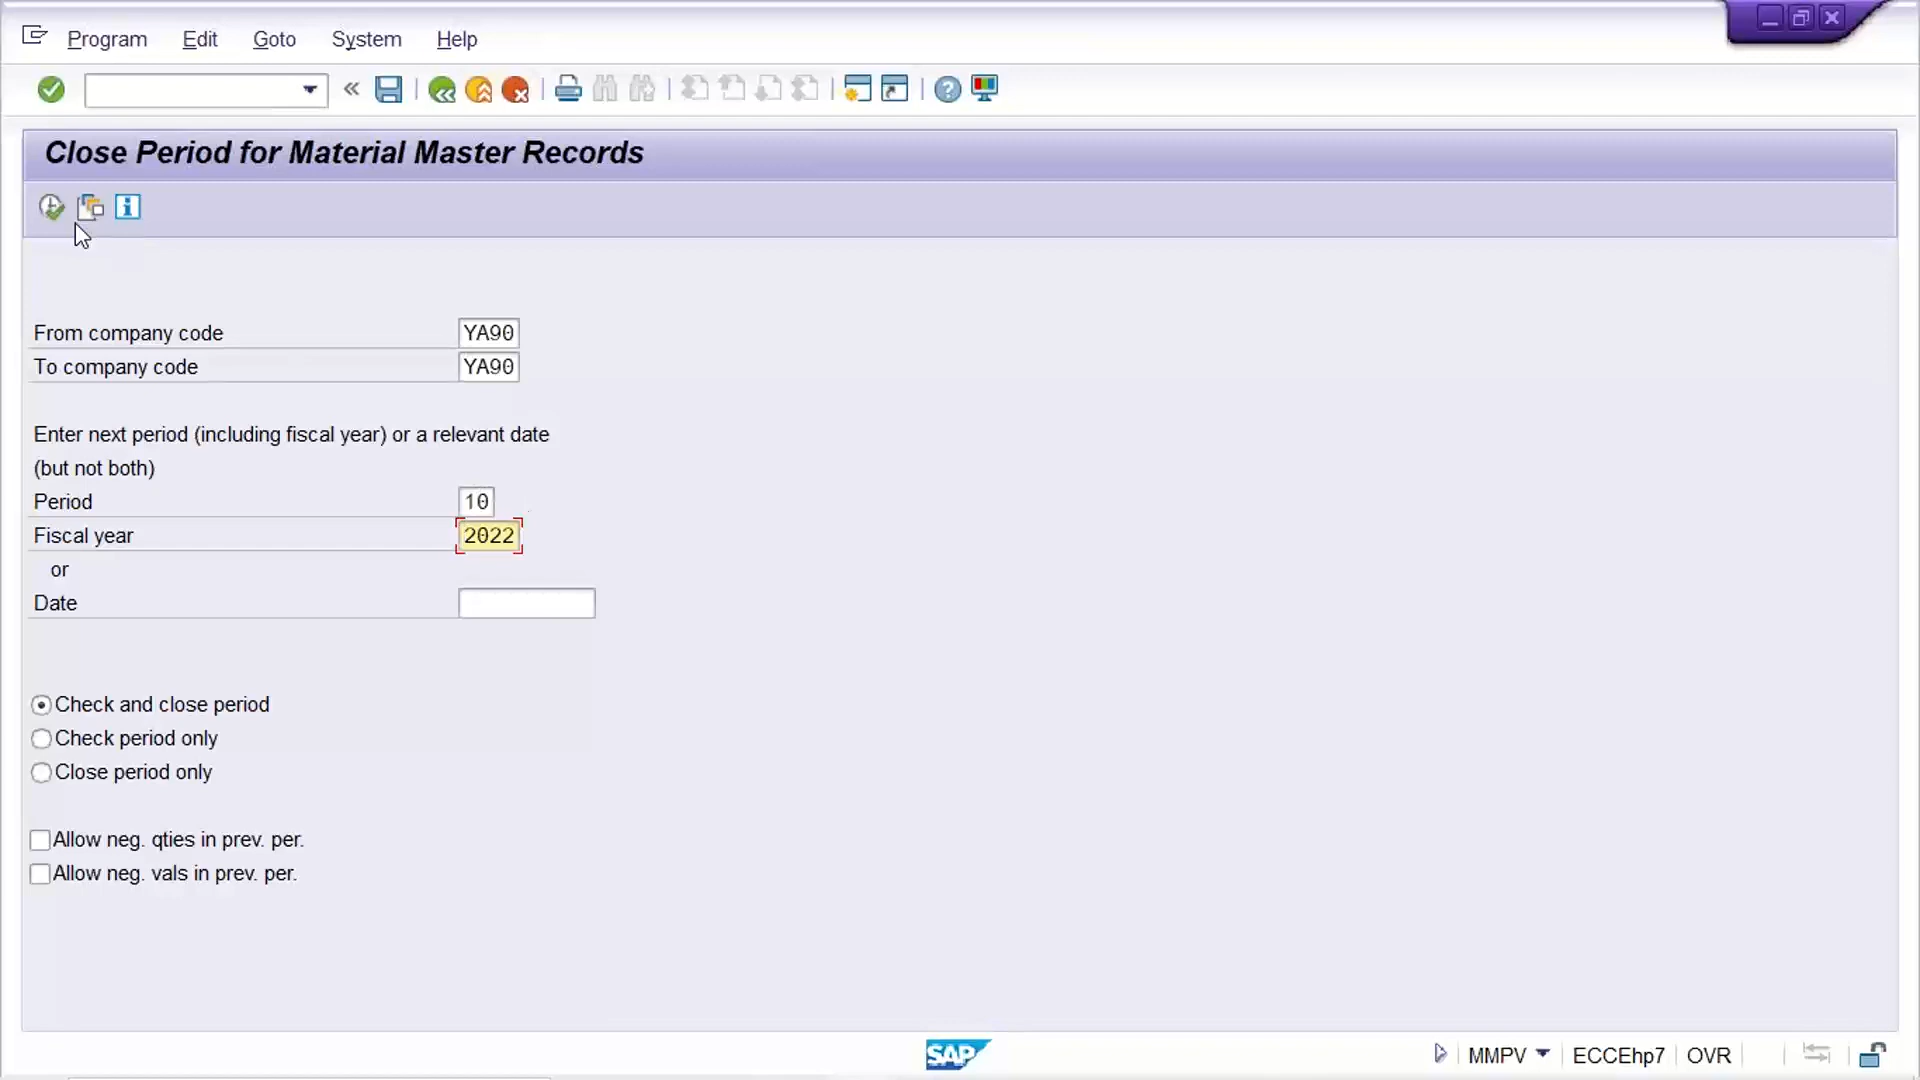 Program Edit Goto System Help
Close Period for Material Master Records
From company code YA90
To company code YA90
Enter next period (including fiscal year) or a relevant date
(but not both)
Period 10
Fiscal year 2022
or
Date
Check and close period
Check period only
Close period only
Allow neg. qties in prev. per.
Allow neg. vals in prev. per.
SAP MMPV ECCEhp7 OVR